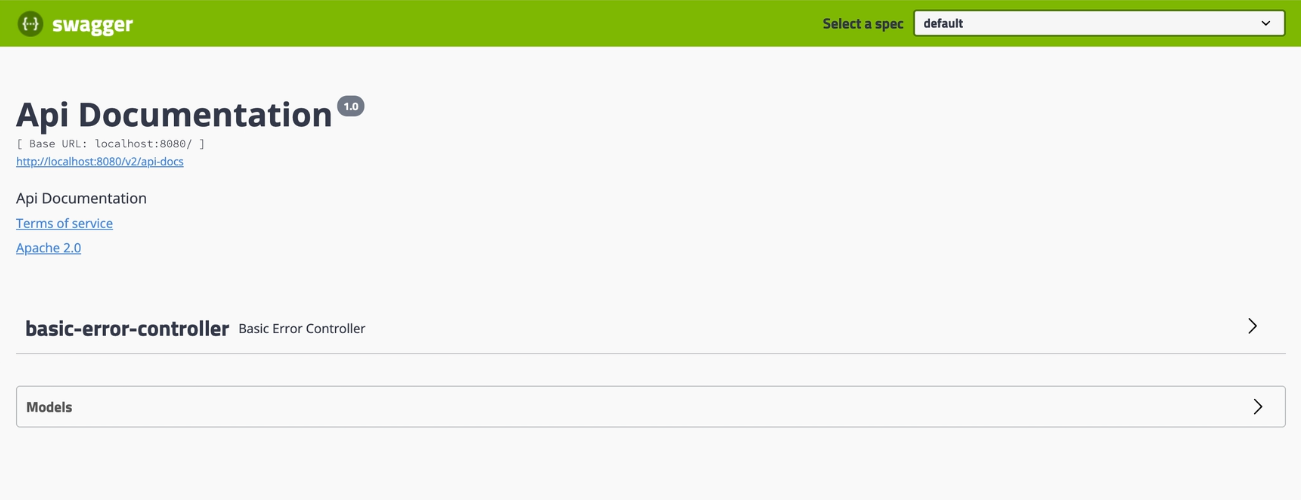 {···} swagger
Select a spec default
Api Documentation 1.0
[ Base URL: localhost:8080/ ]
http://localhost:8080/v2/api-docs
Api Documentation
Terms of service
Apache 2.0
basic-error-controller Basic Error Controller
Models